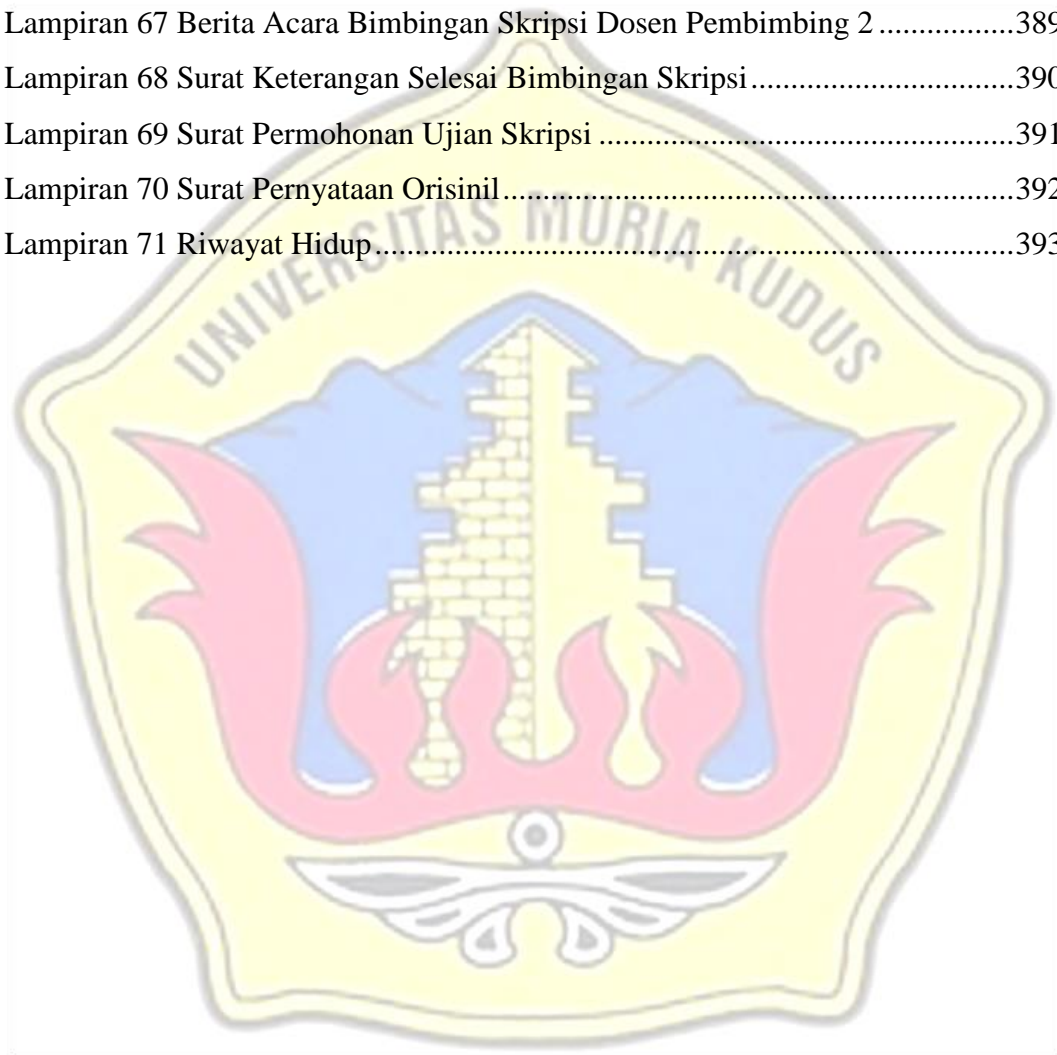 Lampiran 67 Berita Acara Bimbingan Skripsi Dosen Pembimbing 2 .................389
Lampiran 68 Surat Keterangan Selesai Bimbingan Skripsi.................................390
Lampiran 69 Surat Permohonan Ujian Skripsi ....................................................391
Lampiran 70 Surat Pernyataan Orisinil................................................................392
Lampiran 71 Riwayat Hidup................................................................................393
UNIVERSITAS MURIA KUDUS